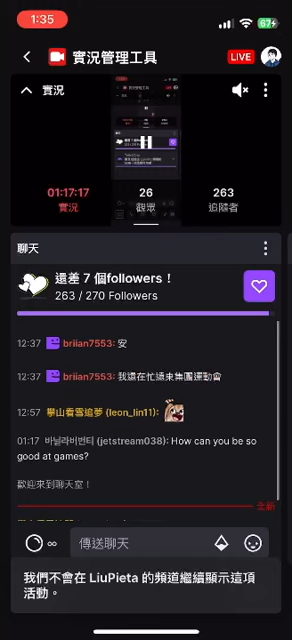 1:35
67
實況管理工具
LIVE
實況
01:17:17
26
263
實況
觀眾
追隨者
聊天
還差 7 個followers！
263 / 270 Followers
12:37 briian7553: 安
12:37 briian7553: 我還在忙遠東集團運動會
12:57 攀山看雪追夢 (leon_lin11):
01:17 바닐라버번티 (jetstream038): How can you be so
good at games?
歡迎來到聊天室！
全新
∞
傳送聊天
我們不會在 LiuPieta 的頻道繼續顯示這項
活動。